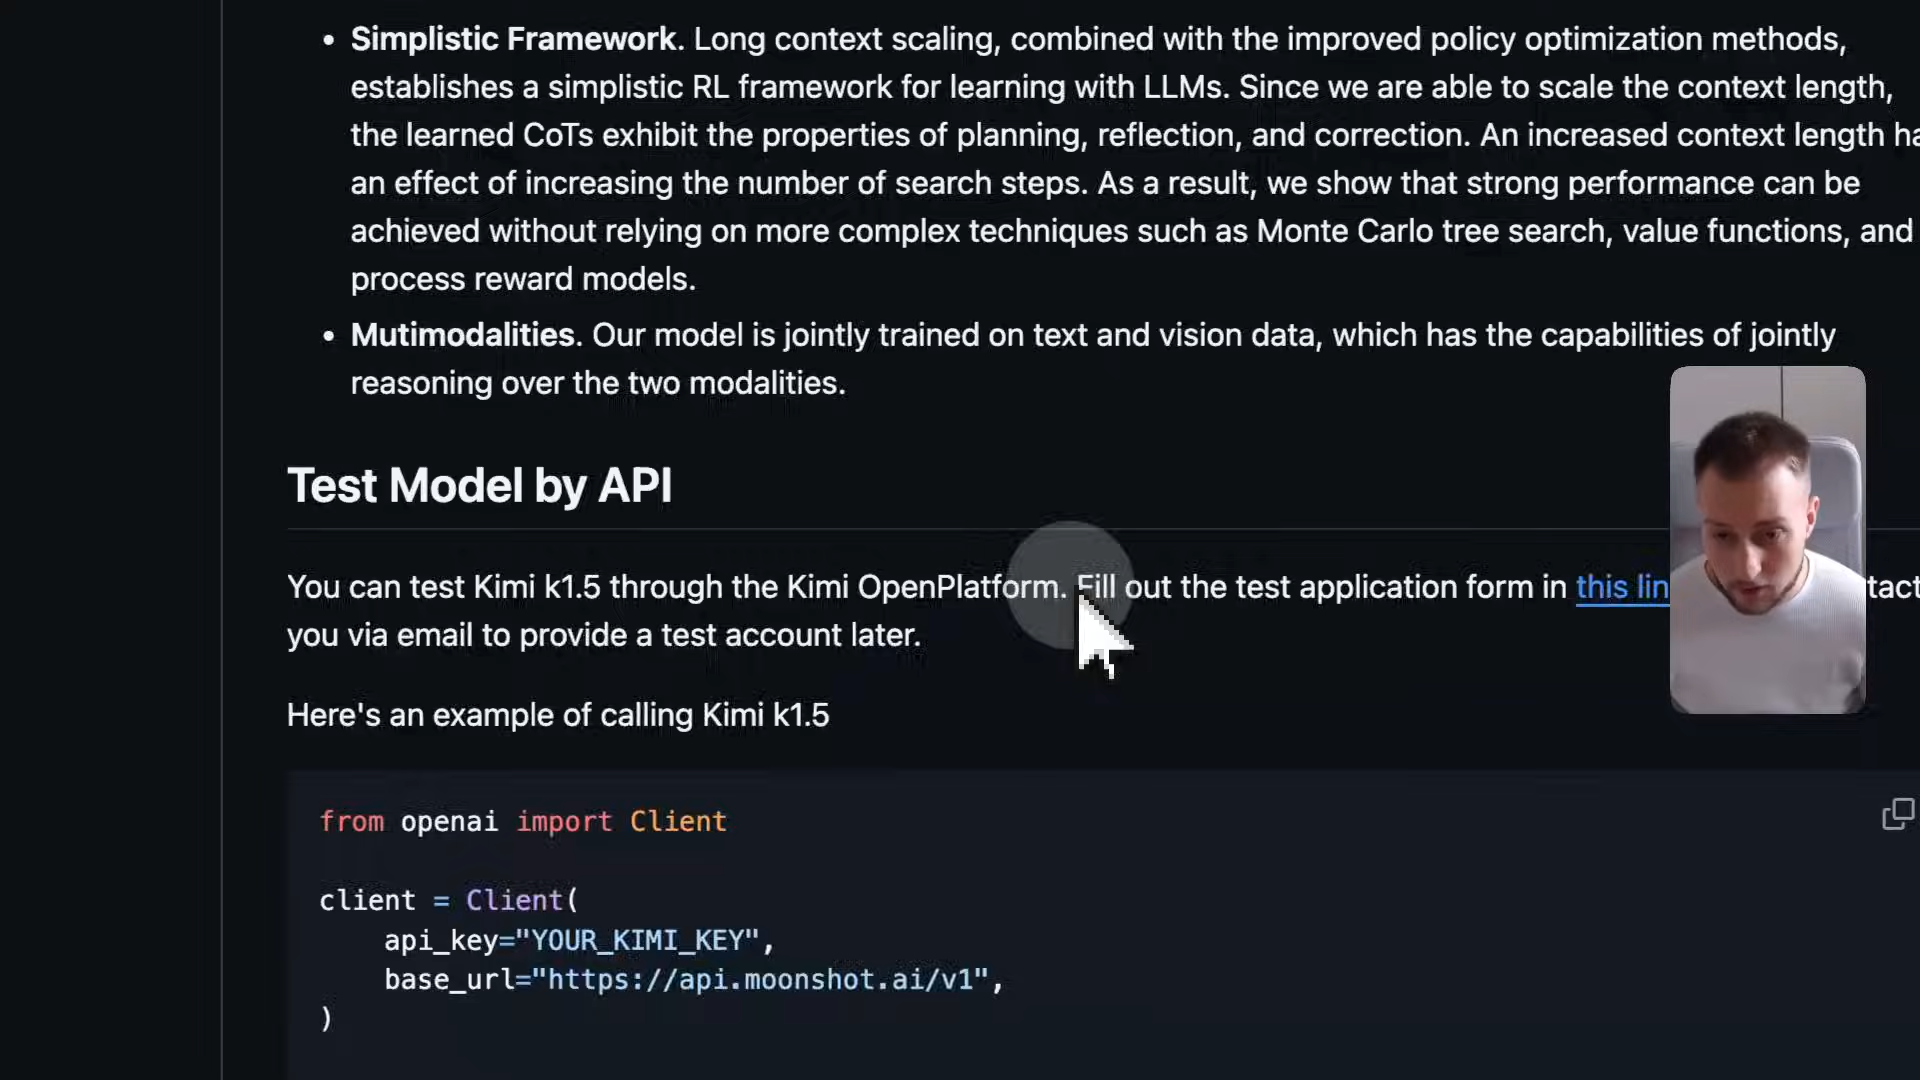 • Simplistic Framework. Long context scaling, combined with the improved policy optimization methods,
establishes a simplistic RL framework for learning with LLMs. Since we are able to scale the context length,
the learned CoTs exhibit the properties of planning, reflection, and correction. An increased context length ha
an effect of increasing the number of search steps. As a result, we show that strong performance can be
achieved without relying on more complex techniques such as Monte Carlo tree search, value functions, and
process reward models.
• Mutimodalities. Our model is jointly trained on text and vision data, which has the capabilities of jointly
reasoning over the two modalities.
Test Model by API
You can test Kimi k1.5 through the Kimi OpenPlatform. Fill out the test application form in this lin tact
you via email to provide a test account later.
Here's an example of calling Kimi k1.5
from openai import Client
client = Client(
    api_key="YOUR_KIMI_KEY",
    base_url="https://api.moonshot.ai/v1",
)